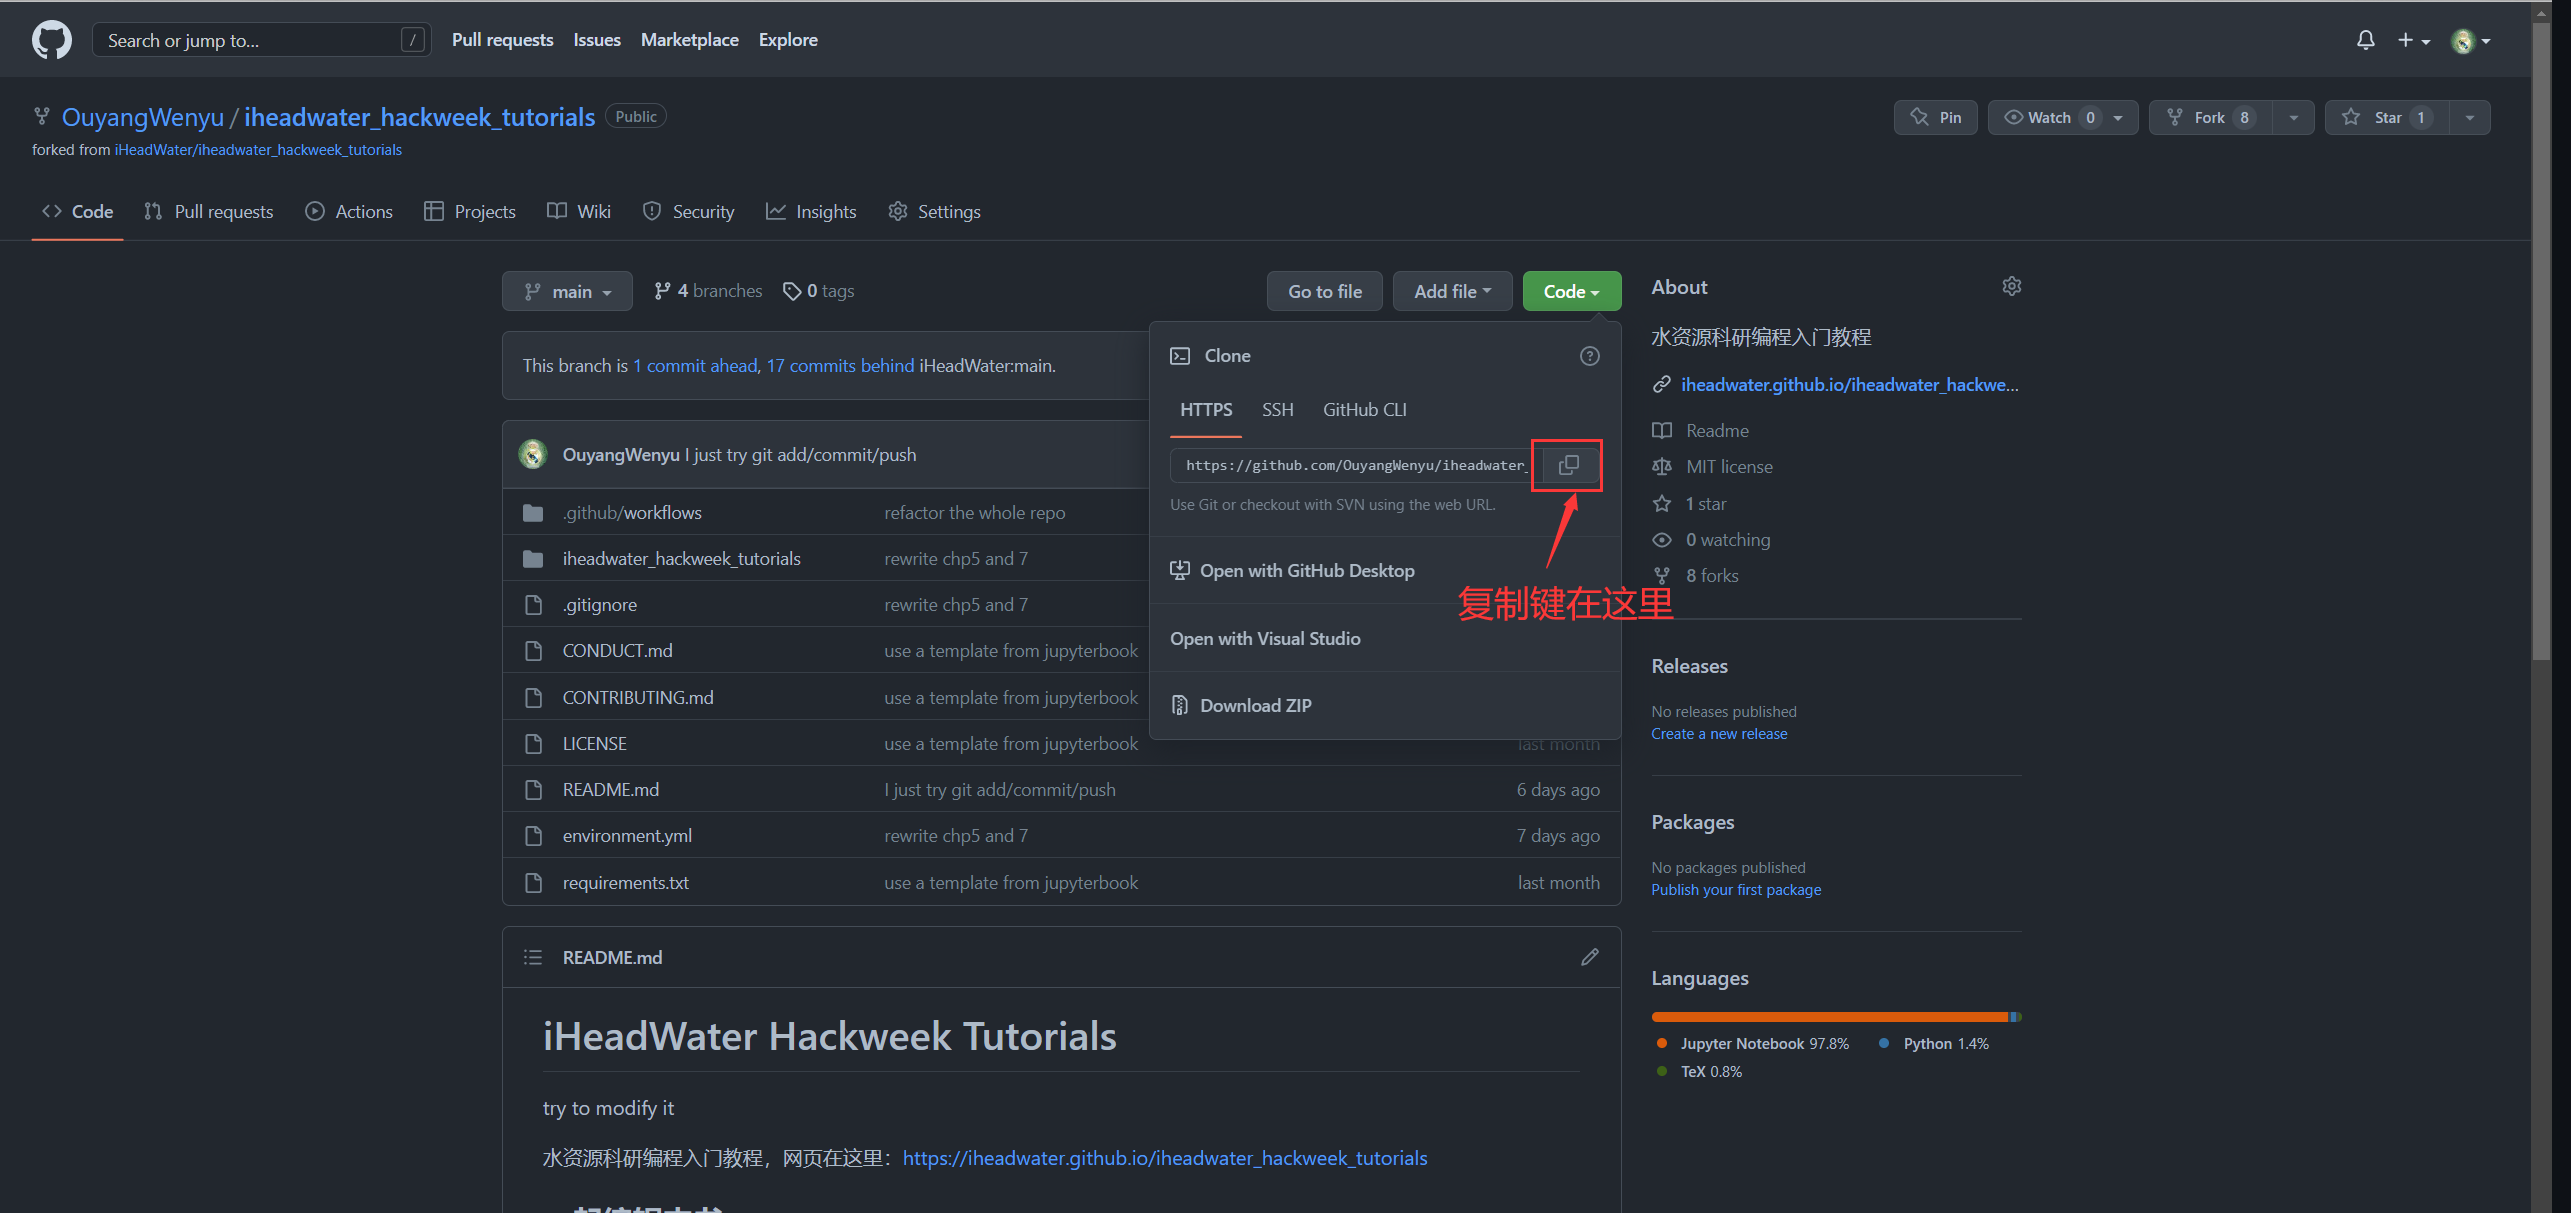 Search or jump to... /
Pull requests Issues Marketplace Explore
OuyangWenyu / iheadwater_hackweek_tutorials Public
forked from iHeadWater/iheadwater_hackweek_tutorials
Pin Watch 0 Fork 8 Star 1
Code Pull requests Actions Projects Wiki Security Insights Settings
main 4 branches 0 tags
Go to file Add file Code
This branch is 1 commit ahead, 17 commits behind iHeadWater:main.
OuyangWenyu I just try git add/commit/push
.github/workflows refactor the whole repo
iheadwater_hackweek_tutorials rewrite chp5 and 7
.gitignore rewrite chp5 and 7
CONDUCT.md use a template from jupyterbook
CONTRIBUTING.md use a template from jupyterbook
LICENSE use a template from jupyterbook last month
README.md I just try git add/commit/push 6 days ago
environment.yml rewrite chp5 and 7 7 days ago
requirements.txt use a template from jupyterbook last month
Clone
HTTPS SSH GitHub CLI
https://github.com/OuyangWenyu/iheadwater_
Use Git or checkout with SVN using the web URL.
Open with GitHub Desktop
复制键在这里
Open with Visual Studio
Download ZIP
README.md
iHeadWater Hackweek Tutorials
try to modify it
水资源科研编程入门教程，网页在这里：https://iheadwater.github.io/iheadwater_hackweek_tutorials
About
水资源科研编程入门教程
iheadwater.github.io/iheadwater_hackwe...
Readme
MIT license
1 star
0 watching
8 forks
Releases
No releases published
Create a new release
Packages
No packages published
Publish your first package
Languages
Jupyter Notebook 97.8% Python 1.4%
TeX 0.8%